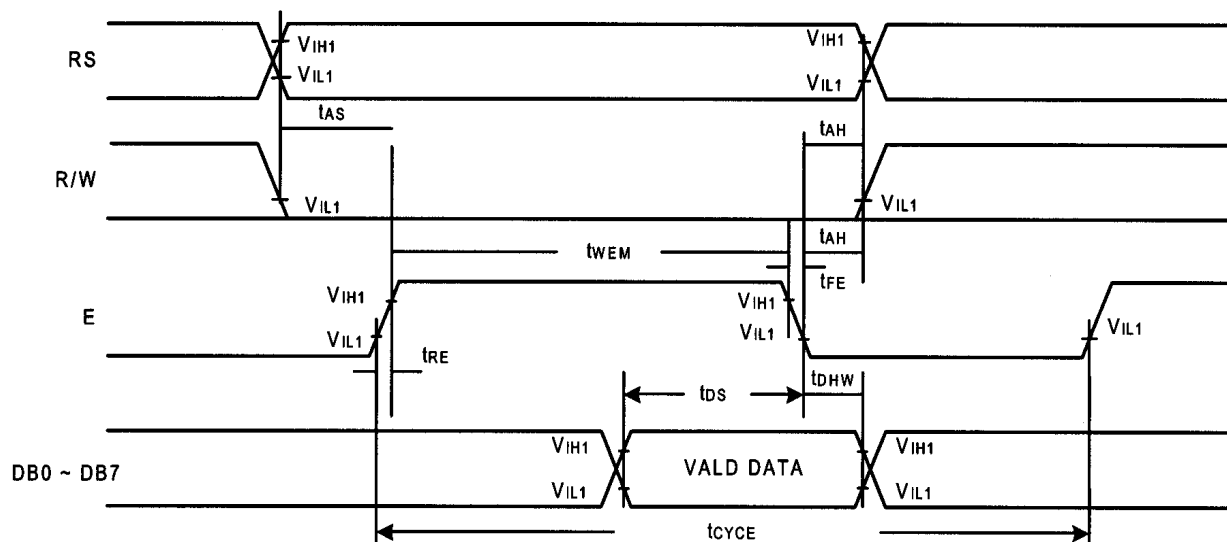 RS
VIH1
VIL1
VIH1
VIL1
tAS
tAH
R/W
VIL1
VIL1
tWEM
tAH
tFE
E
VIH1
VIL1
VIH1
VIL1
VIL1
tRE
tDS
tDHW
DB0 ~ DB7
VIH1
VIL1
VALD DATA
VIH1
VIL1
tCYCE